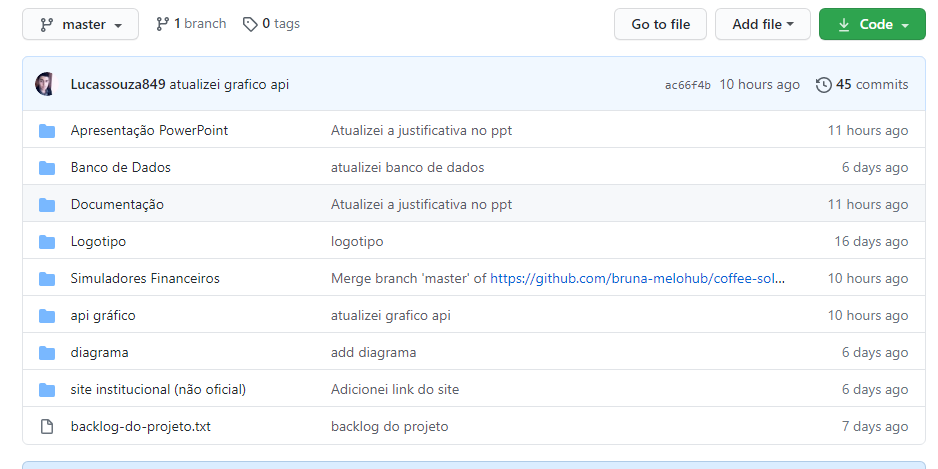 master 1 branch 0 tags Go to file Add file Code
Lucassouza849 atualizei grafico api ac66f4b 10 hours ago 45 commits
Apresentação PowerPoint Atualizei a justificativa no ppt 11 hours ago
Banco de Dados atualizei banco de dados 6 days ago
Documentação Atualizei a justificativa no ppt 11 hours ago
Logotipo logotipo 16 days ago
Simuladores Financeiros Merge branch 'master' of https://github.com/bruna-melohub/coffee-sol... 10 hours ago
api gráfico atualizei grafico api 10 hours ago
diagrama add diagrama 6 days ago
site institucional (não oficial) Adicionei link do site 6 days ago
backlog-do-projeto.txt backlog do projeto 7 days ago